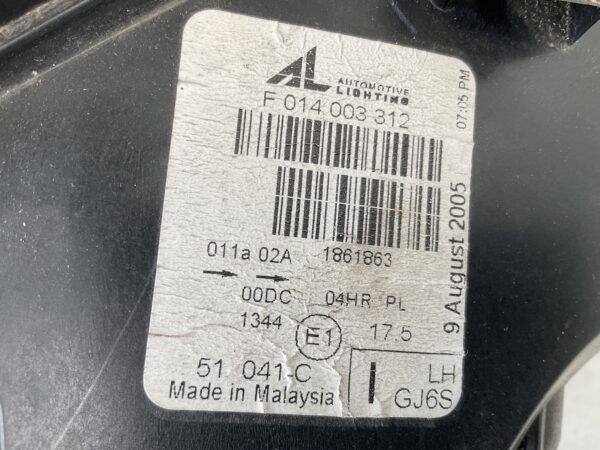 AL AUTOMOTIVE
LIGHTING
F 014 003 312
011a 02A 1861863
00DC 04HR PL
1344 E1 17.5
51 041-C
Made in Malaysia
I LH
GJ6S
9 August 2005 07:05 PM